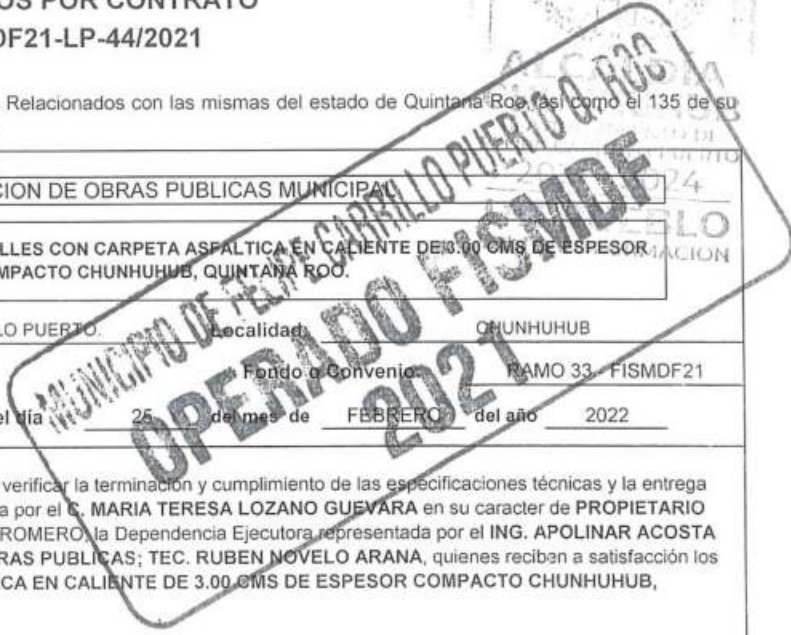 OS POR CONTRATO
DF21-LP-44/2021
Relacionados con las mismas del estado de Quintana Roo, así como el 135 de su
CION DE OBRAS PUBLICAS MUNICIPAL
LLES CON CARPETA ASFALTICA EN CALIENTE DE 3.00 CMS DE ESPESOR
MPACTO CHUNHUHUB, QUINTANA ROO.
LO PUERTO. Localidad: CHUNHUHUB
Fondo o Convenio: RAMO 33 - FISMDF21
el día 25 del mes de FEBRERO del año 2022
verificar la terminación y cumplimiento de las especificaciones técnicas y la entrega
a por el C. MARIA TERESA LOZANO GUEVARA en su caracter de PROPIETARIO
ROMERO, la Dependencia Ejecutora representada por el ING. APOLINAR ACOSTA
RAS PUBLICAS; TEC. RUBEN NOVELO ARANA, quienes reciben a satisfacción los
CA EN CALIENTE DE 3.00 CMS DE ESPESOR COMPACTO CHUNHUHUB,
MUNICIPIO DE FELIPE CARRILLO PUERTO Q. ROO
OPERADO FISMDF
2021